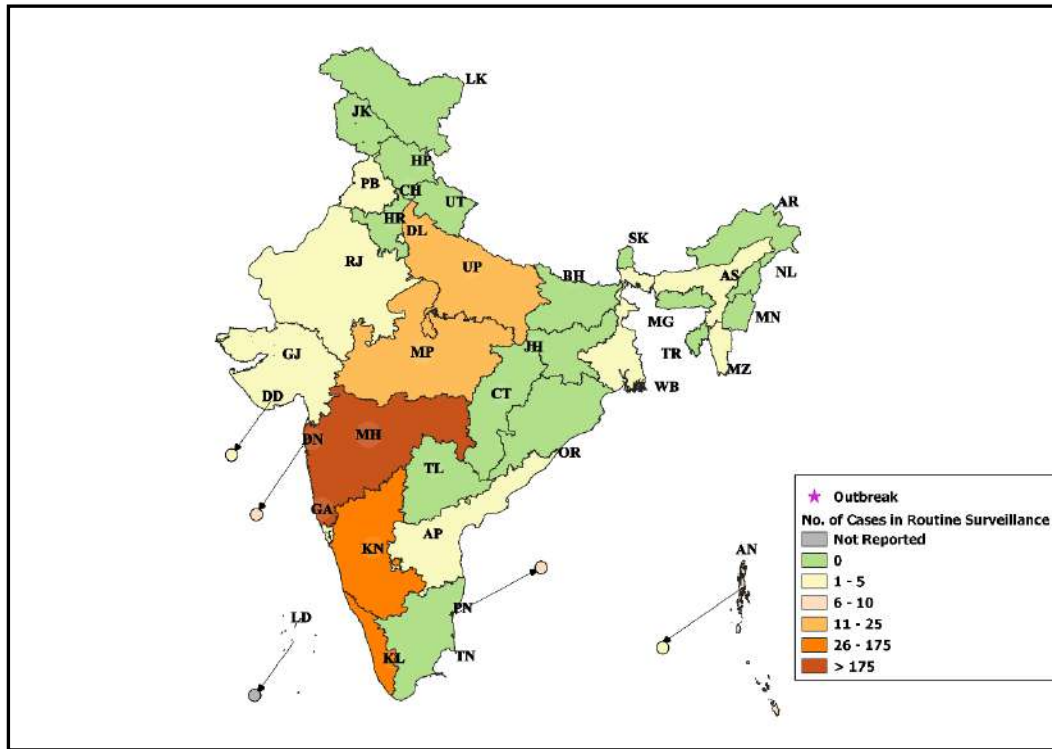 LK
JK
HP
PB
CH
UT
AR
HR
DL
SK
RJ
UP
BH
AS
NL
MG
MN
GJ
MP
JH
TR
MZ
DD
CT
WB
DN
MH
OR
TL
GA
AP
KN
AN
PN
LD
KL
TN
Outbreak
No. of Cases in Routine Surveillance
Not Reported
0
1 - 5
6 - 10
11 - 25
26 - 175
> 175